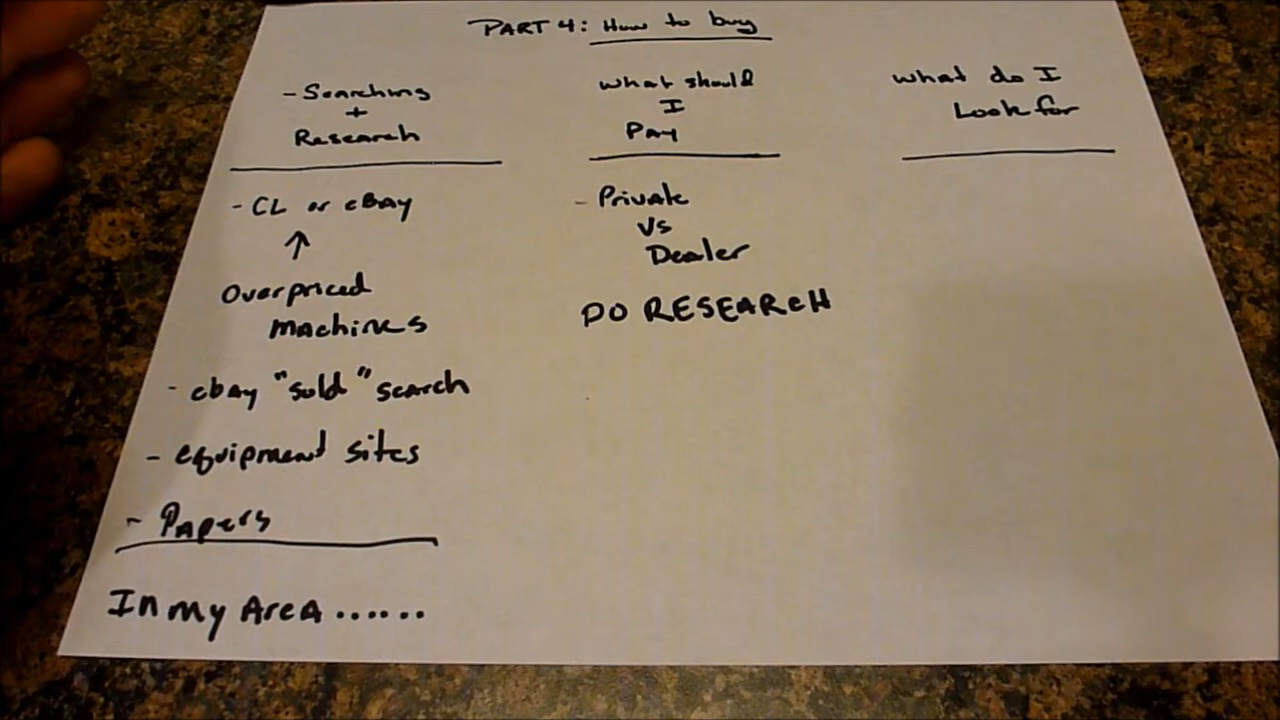 PART 4: How to buy
- Searching
+
Research
- CL or eBay
↑
Overpriced
machines
- ebay "sold" search
- equipment sites
- Papers
In my Area ......
what should
I
Pay
- Private
Vs
Dealer
DO RESEARCH
what do I
Look for